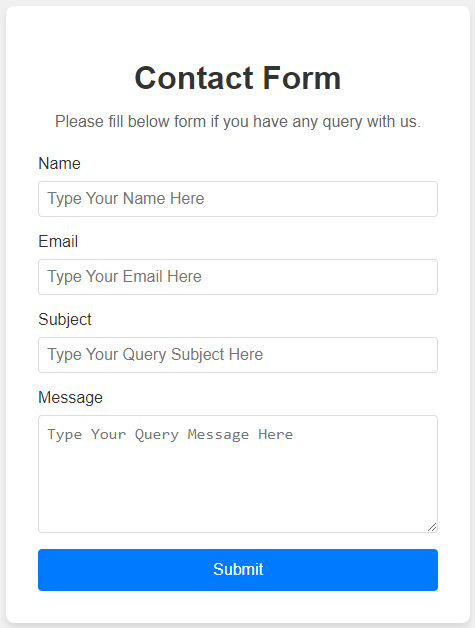 Contact Form
Please fill below form if you have any query with us.
Name
Type Your Name Here
Email
Type Your Email Here
Subject
Type Your Query Subject Here
Message
Type Your Query Message Here
Submit